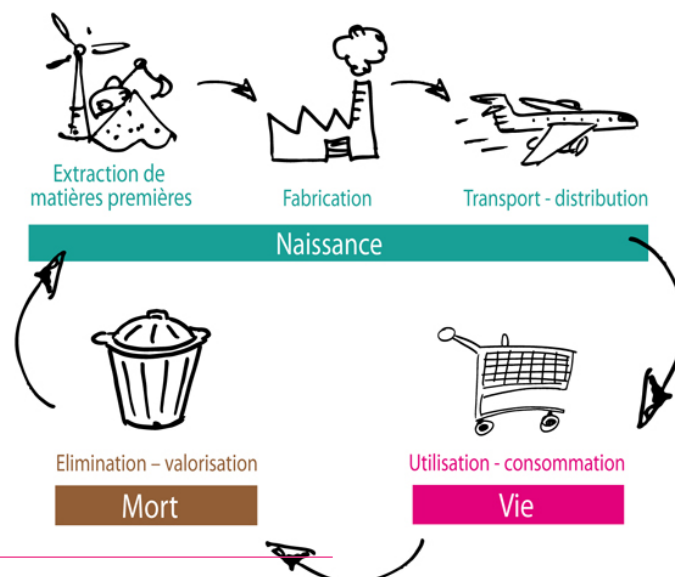 Extraction de
matières premières
Fabrication
Transport - distribution
Naissance
Elimination – valorisation
Utilisation - consommation
Mort
Vie